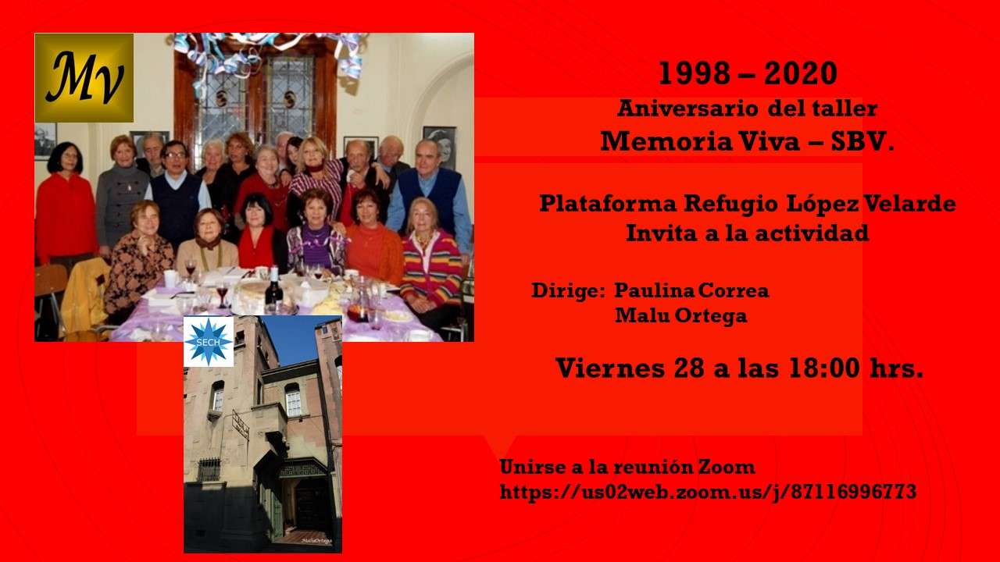 Mv
1998 – 2020
Aniversario del taller
Memoria Viva – SBV.
Plataforma Refugio López Velarde
Invita a la actividad
Dirige: Paulina Correa
Malu Ortega
Viernes 28 a las 18:00 hrs.
SECH
Unirse a la reunión Zoom
https://us02web.zoom.us/j/87116996773
MaluOrtega